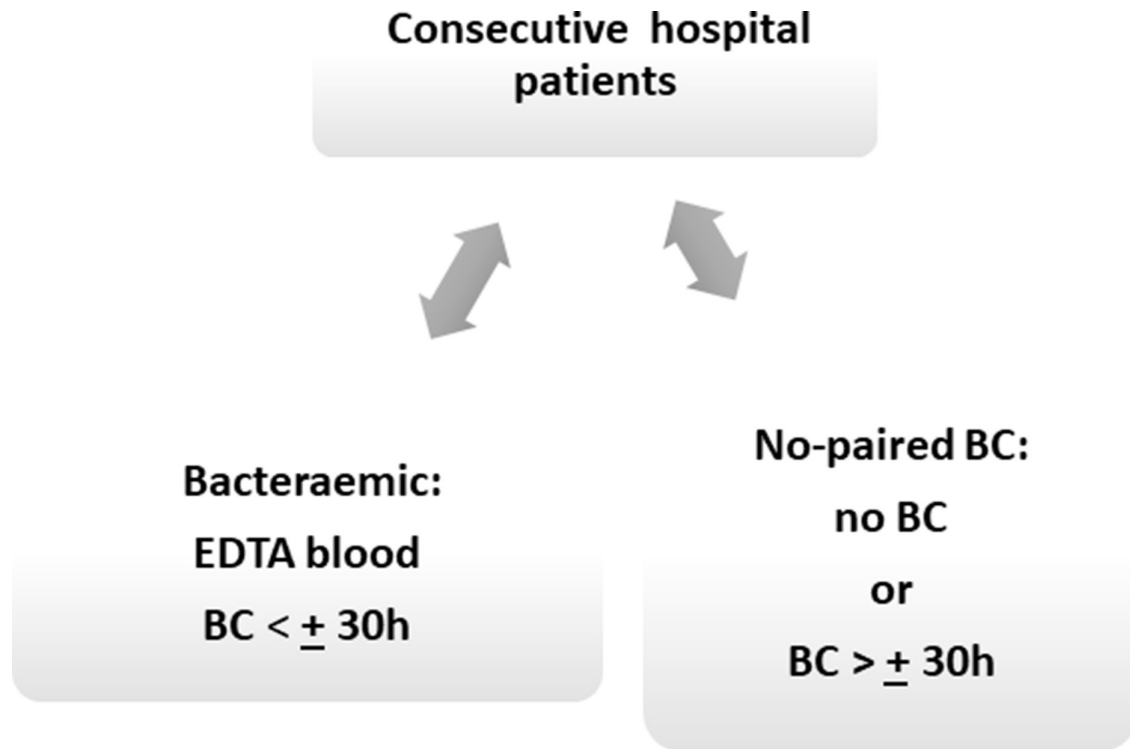 Consecutive hospital
patients
Bacteraemic:
EDTA blood
BC < ± 30h
No-paired BC:
no BC
or
BC > ± 30h